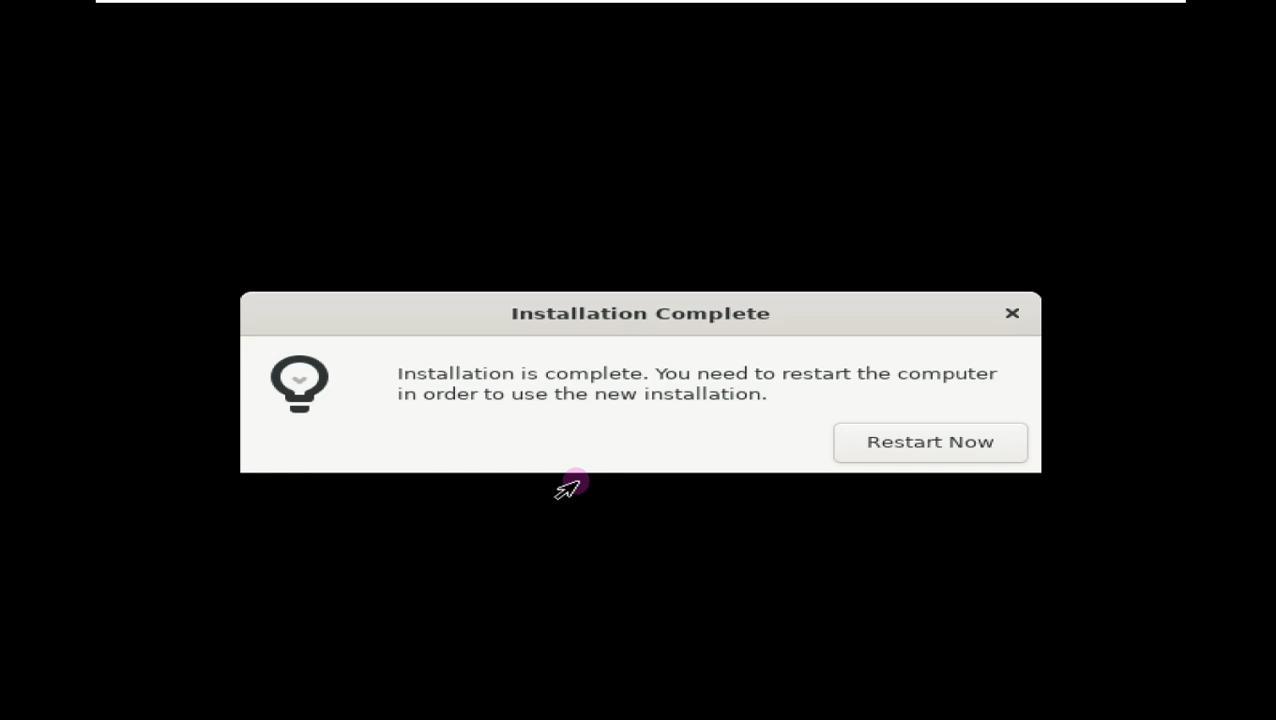 Installation Complete
Installation is complete. You need to restart the computer
in order to use the new installation.
Restart Now